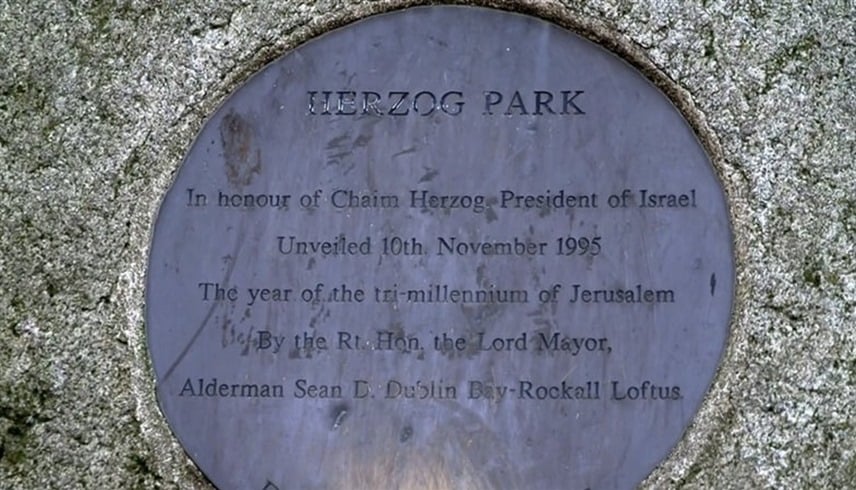 HERZOG PARK
In honour of Chaim Herzog, President of Israel
Unveiled 10th. November 1995
The year of the tri-millennium of Jerusalem
By the Rt. Hon. the Lord Mayor,
Alderman Sean D. Dublin Bay-Rockall Loftus.